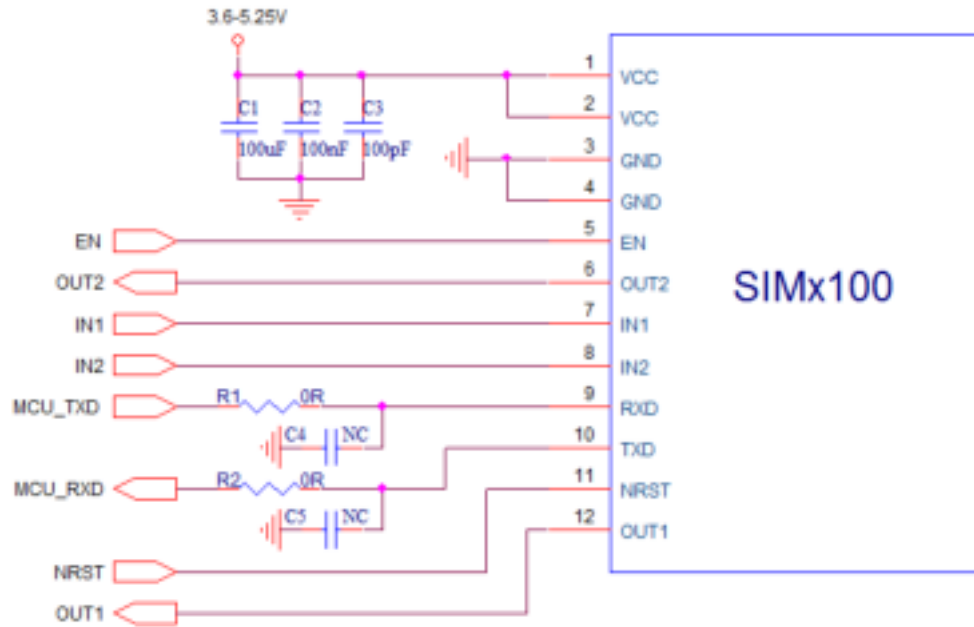 3.6-5.25V
C1
C2
C3
100uF
100nF
100pF
1
VCC
2
VCC
3
GND
4
GND
EN
5
EN
OUT2
6
OUT2
SIMx100
IN1
7
IN1
IN2
8
IN2
MCU_TXD
R1
0R
9
RXD
C4
NC
10
TXD
MCU_RXD
R2
0R
11
NRST
C5
NC
12
OUT1
NRST
OUT1